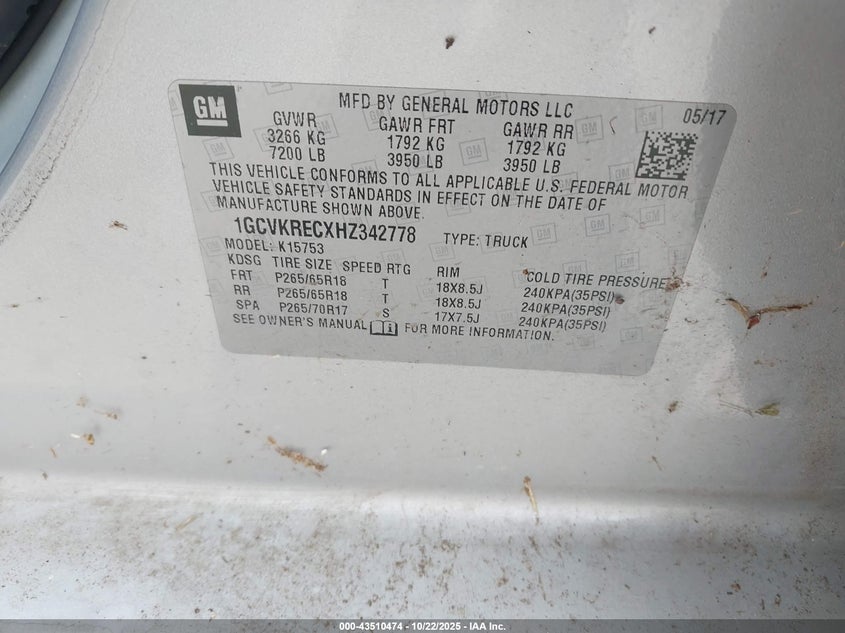 GM
MFD BY GENERAL MOTORS LLC 05/17
GVWR GAWR FRT GAWR RR
3266 KG 1792 KG 1792 KG
7200 LB 3950 LB 3950 LB
THIS VEHICLE CONFORMS TO ALL APPLICABLE U.S. FEDERAL MOTOR
VEHICLE SAFETY STANDARDS IN EFFECT ON THE DATE OF
MANUFACTURE SHOWN ABOVE.
1GCVKRECXHZ342778 TYPE: TRUCK
MODEL: K15753
KDSG TIRE SIZE SPEED RTG RIM COLD TIRE PRESSURE
FRT P265/65R18 T 18X8.5J 240KPA(35PSI)
RR P265/65R18 T 18X8.5J 240KPA(35PSI)
SPA P265/70R17 S 17X7.5J 240KPA(35PSI)
SEE OWNER'S MANUAL FOR MORE INFORMATION.
000-43510474 - 10/22/2025 - IAA Inc.